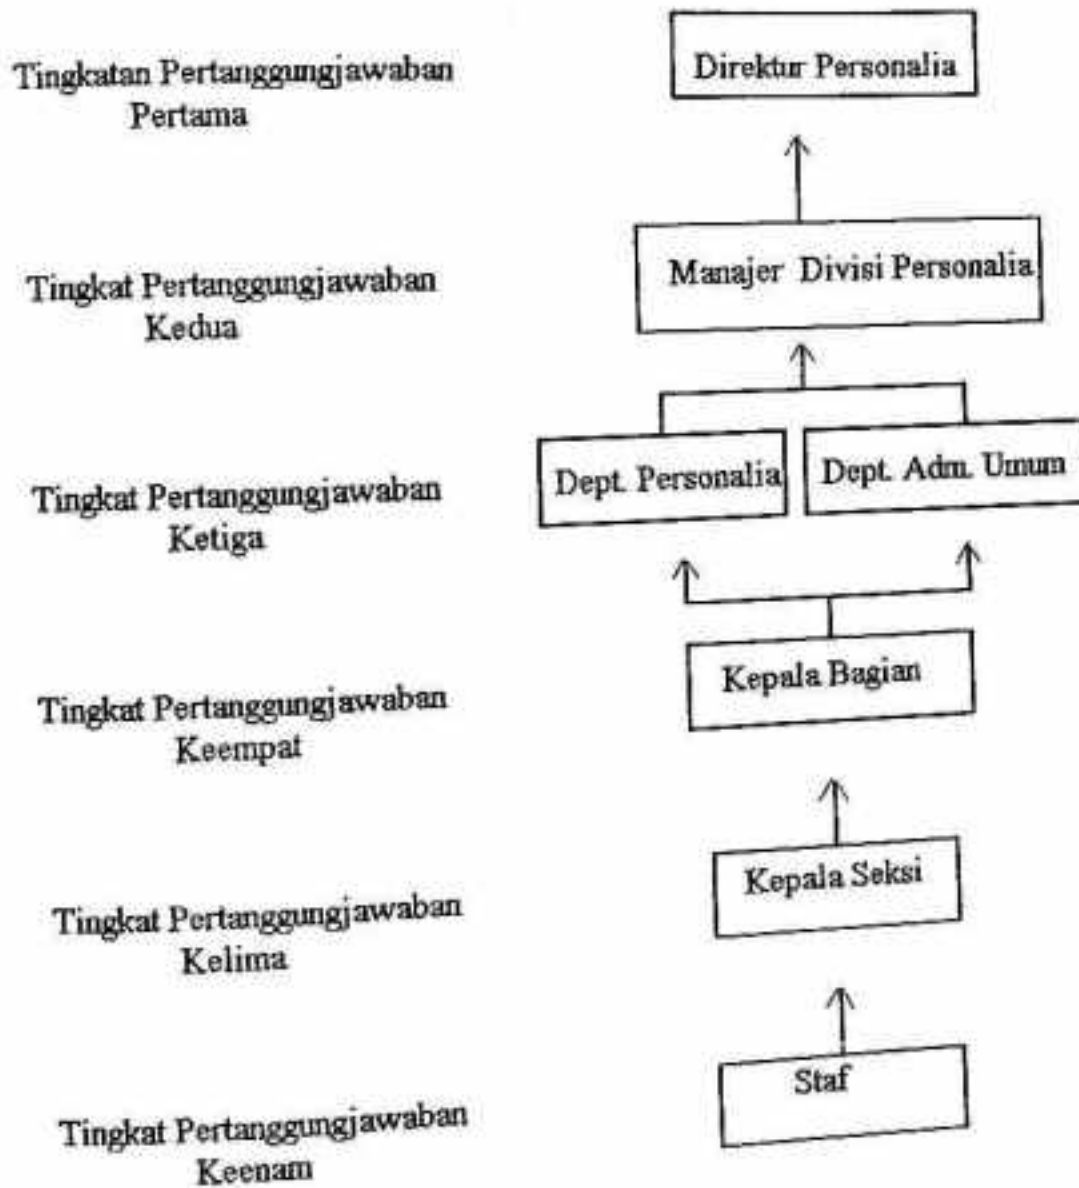 Tingkatan Pertanggungjawaban
Pertama
Direktur Personalia
Tingkat Pertanggungjawaban
Kedua
Manajer Divisi Personalia
Tingkat Pertanggungjawaban
Ketiga
Dept. Personalia
Dept. Adm. Umum
Tingkat Pertanggungjawaban
Keempat
Kepala Bagian
Tingkat Pertanggungjawaban
Kelima
Kepala Seksi
Tingkat Pertanggungjawaban
Keenam
Staf